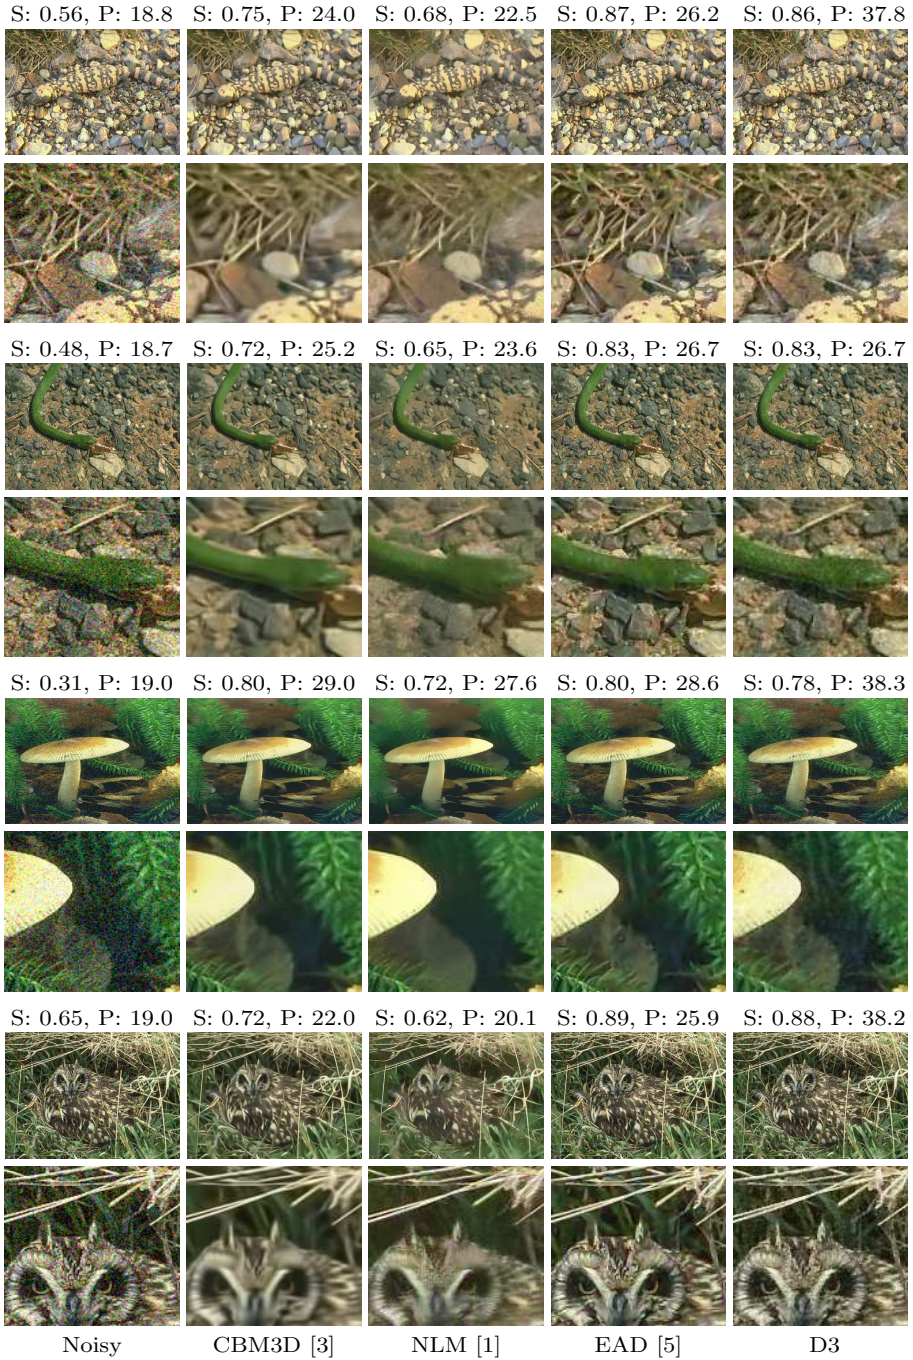 S: 0.56, P: 18.8 S: 0.75, P: 24.0 S: 0.68, P: 22.5 S: 0.87, P: 26.2 S: 0.86, P: 37.8
S: 0.48, P: 18.7 S: 0.72, P: 25.2 S: 0.65, P: 23.6 S: 0.83, P: 26.7 S: 0.83, P: 26.7
S: 0.31, P: 19.0 S: 0.80, P: 29.0 S: 0.72, P: 27.6 S: 0.80, P: 28.6 S: 0.78, P: 38.3
S: 0.65, P: 19.0 S: 0.72, P: 22.0 S: 0.62, P: 20.1 S: 0.89, P: 25.9 S: 0.88, P: 38.2
Noisy CBM3D [3] NLM [1] EAD [5] D3